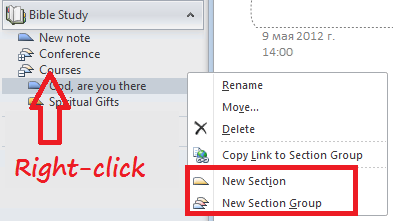 Bible Study
New note
Conference
Courses
God, are you there
Spiritual Gifts
Right-click
9 мая 2012 г.
14:00
Rename
Move...
Delete
Copy Link to Section Group
New Section
New Section Group